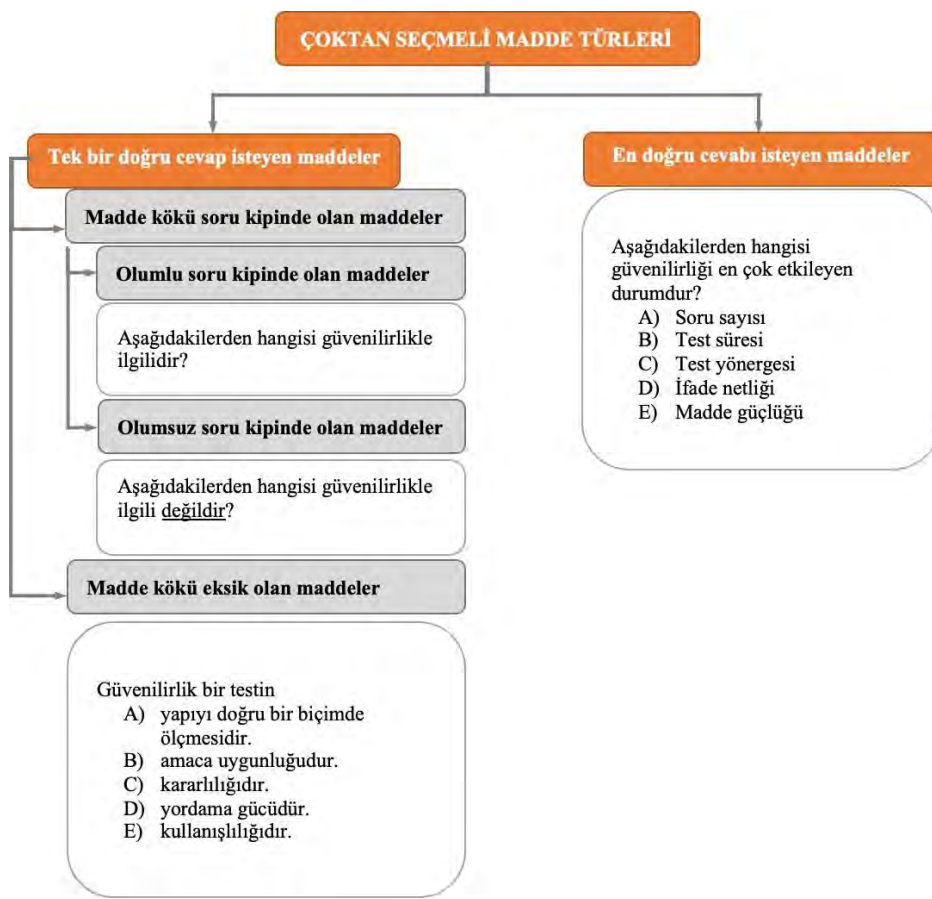 ÇOKTAN SEÇMELİ MADDE TÜRLERİ
Tek bir doğru cevap isteyen maddeler
Madde kökü soru kipinde olan maddeler
Olumlu soru kipinde olan maddeler
Aşağıdakilerden hangisi güvenilirlikle
ilgilidir?
Olumsuz soru kipinde olan maddeler
Aşağıdakilerden hangisi güvenilirlikle
ilgili değildir?
Madde kökü eksik olan maddeler
Güvenilirlik bir testin
A) yapıyı doğru bir biçimde
ölçmesidir.
B) amaca uygunluğudur.
C) kararlılığıdır.
D) yordama gücüdür.
E) kullanışlılığıdır.
En doğru cevabı isteyen maddeler
Aşağıdakilerden hangisi
güvenilirliği en çok etkileyen
durumdur?
A) Soru sayısı
B) Test süresi
C) Test yönergesi
D) İfade netliği
E) Madde güçlüğü